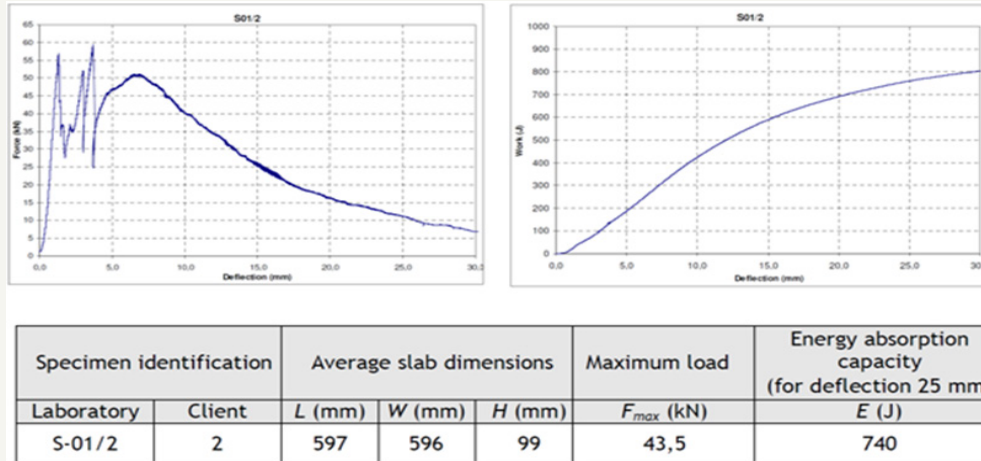 S01/2
65
60
55
50
45
40
35
30
25
20
15
10
5
0
Force (kN)
0,0 5,0 10,0 15,0 20,0 25,0 30,
Deflection (mm)
S01/2
1000
900
800
700
600
500
400
300
200
100
0
Work (J)
0,0 5,0 10,0 15,0 20,0 25,0 30
Deflection (mm)
Specimen identification Average slab dimensions Maximum load Energy absorption
capacity
(for deflection 25 mm
Laboratory Client L (mm) W (mm) H (mm) Fmax (kN) E (J)
S-01/2 2 597 596 99 43,5 740